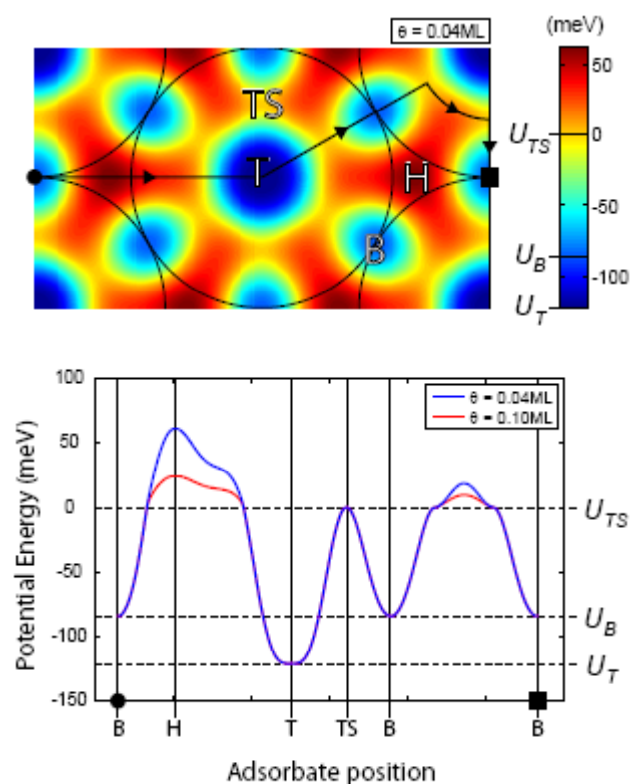 θ = 0.04ML
(meV)
50
0
-50
-100
U_TS
U_B
U_T
TS
T
H
B
100
50
0
-50
-100
-150
Potential Energy (meV)
θ = 0.04ML
θ = 0.10ML
U_TS
U_B
U_T
B H T TS B B
Adsorbate position